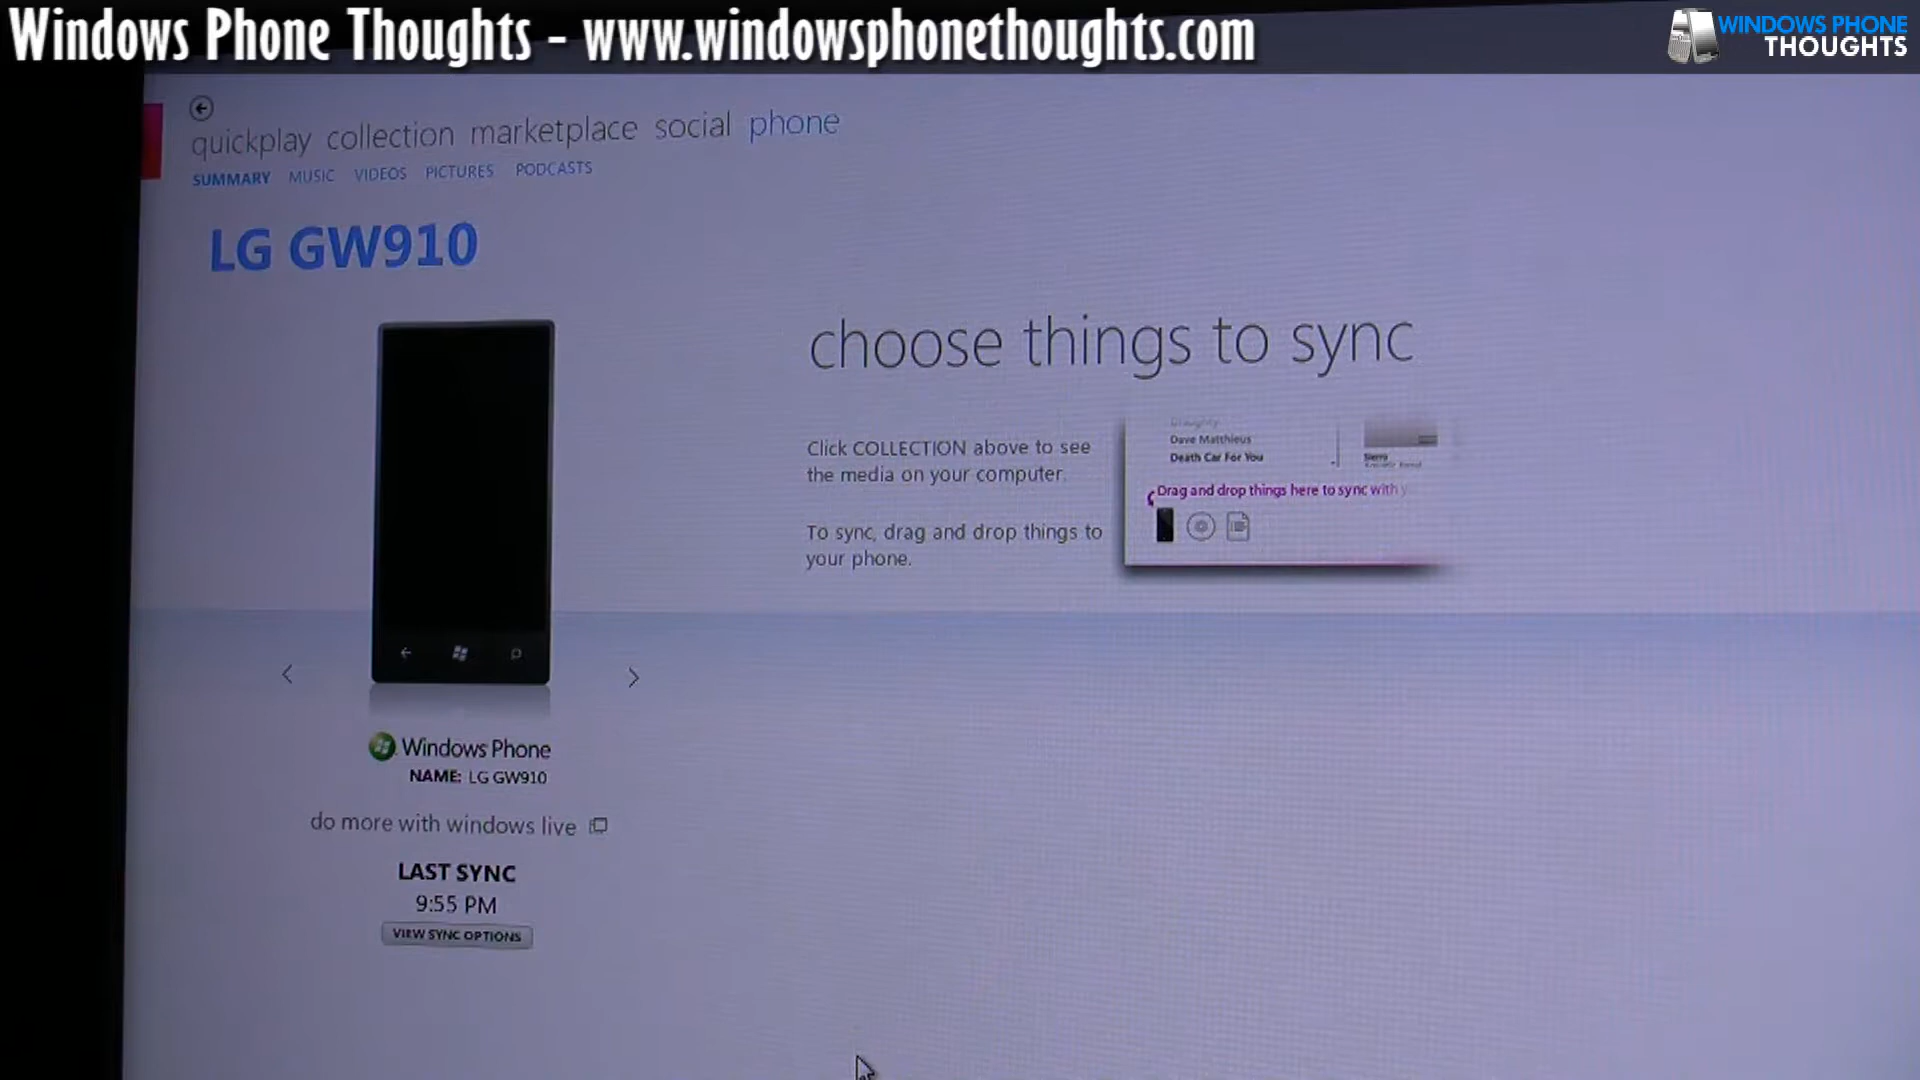 Windows Phone Thoughts - www.windowsphonethoughts.com
WINDOWS PHONE
THOUGHTS
quickplay collection marketplace social phone
SUMMARY MUSIC VIDEOS PICTURES PODCASTS
LG GW910
choose things to sync
Click COLLECTION above to see
the media on your computer.
To sync, drag and drop things to
your phone.
Dave Matthieus
Death Car For You
Sierra
Drag and drop things here to sync with
Windows Phone
NAME: LG GW910
do more with windows live
LAST SYNC
9:55 PM
VIEW SYNC OPTIONS